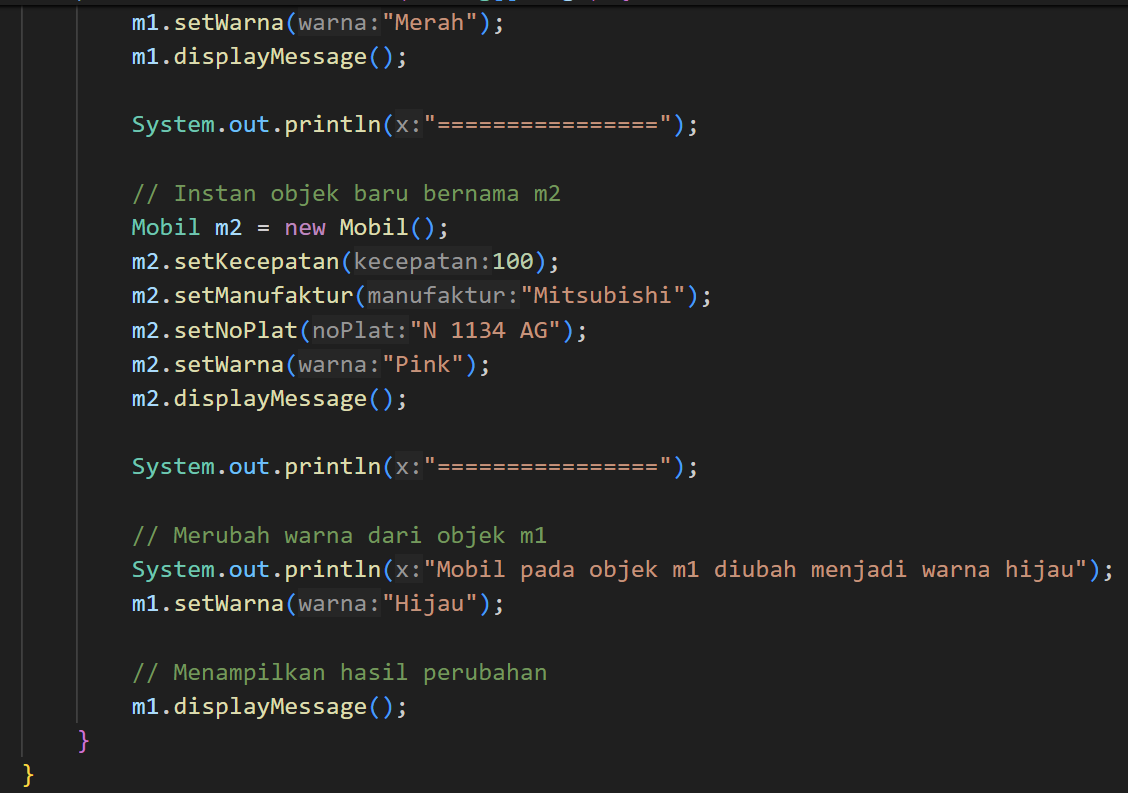 m1.setWarna(warna:"Merah");
m1.displayMessage();
System.out.println(x:"================");
// Instan objek baru bernama m2
Mobil m2 = new Mobil();
m2.setKecepatan(kecepatan:100);
m2.setManufaktur(manufaktur:"Mitsubishi");
m2.setNoPlat(noPlat:"N 1134 AG");
m2.setWarna(warna:"Pink");
m2.displayMessage();
System.out.println(x:"================");
// Merubah warna dari objek m1
System.out.println(x:"Mobil pada objek m1 diubah menjadi warna hijau");
m1.setWarna(warna:"Hijau");
// Menampilkan hasil perubahan
m1.displayMessage();
}
}